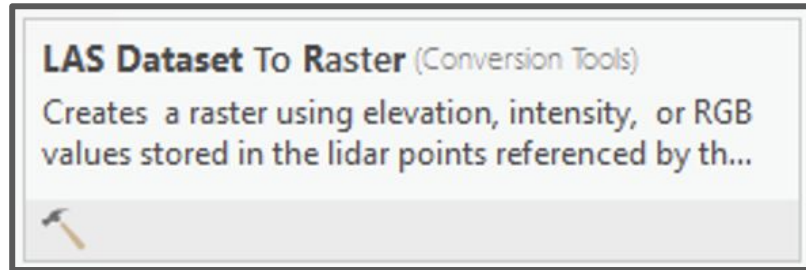 LAS Dataset To Raster (Conversion Tools)
Creates a raster using elevation, intensity, or RGB
values stored in the lidar points referenced by th...